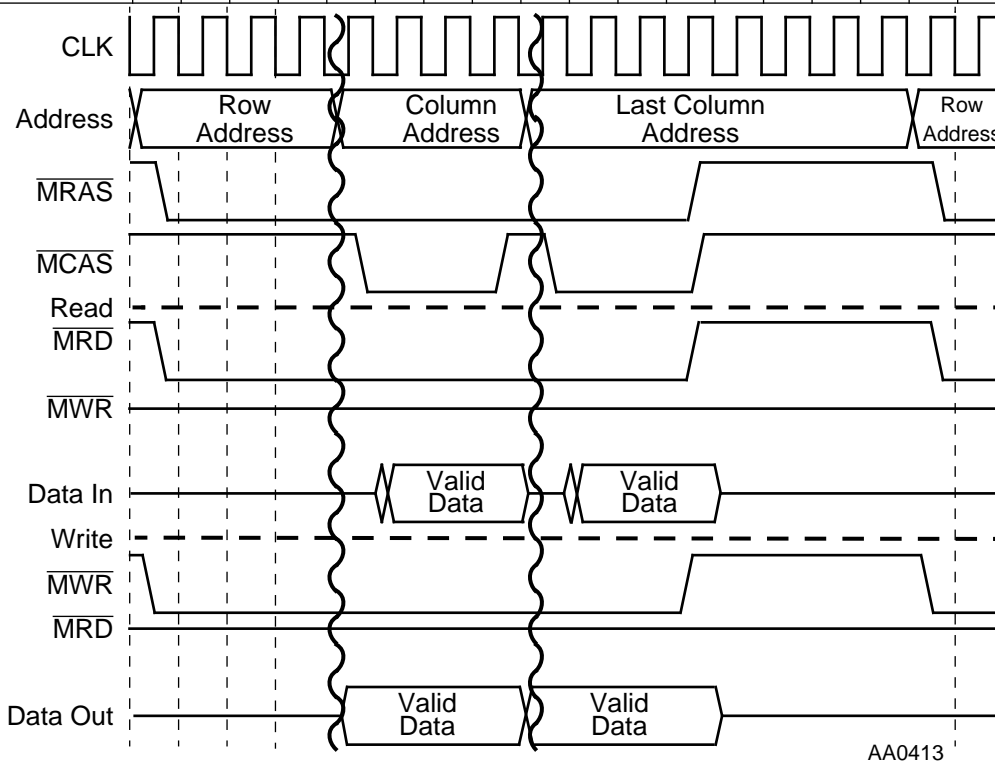 CLK
Address
Row
Address
Column
Address
Last Column
Address
Row
Address
MRAS
MCAS
Read
MRD
MWR
Data In
Valid
Data
Valid
Data
Write
MWR
MRD
Data Out
Valid
Data
Valid
Data
AA0413